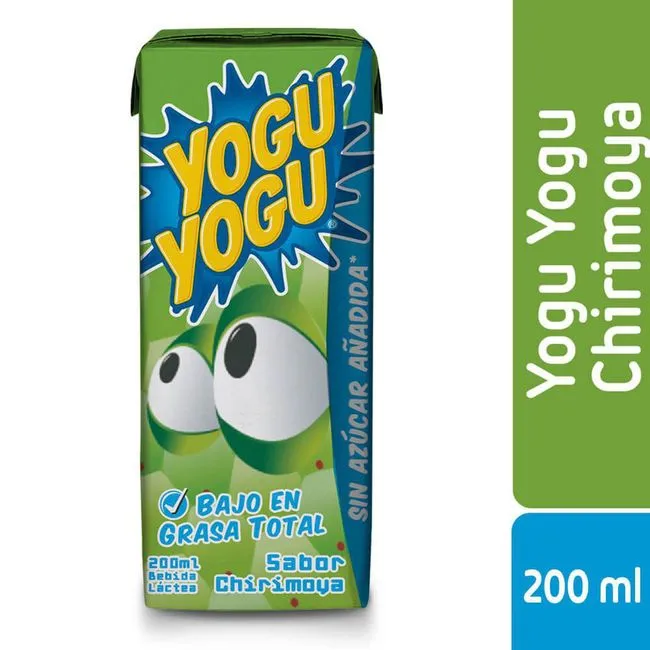 YOGU
YOGU®
SIN AZÚCAR AÑADIDA*
BAJO EN
GRASA TOTAL
200ml
Bebida
Láctea
Sabor
Chirimoya
Yogu Yogu
Chirimoya
200 ml